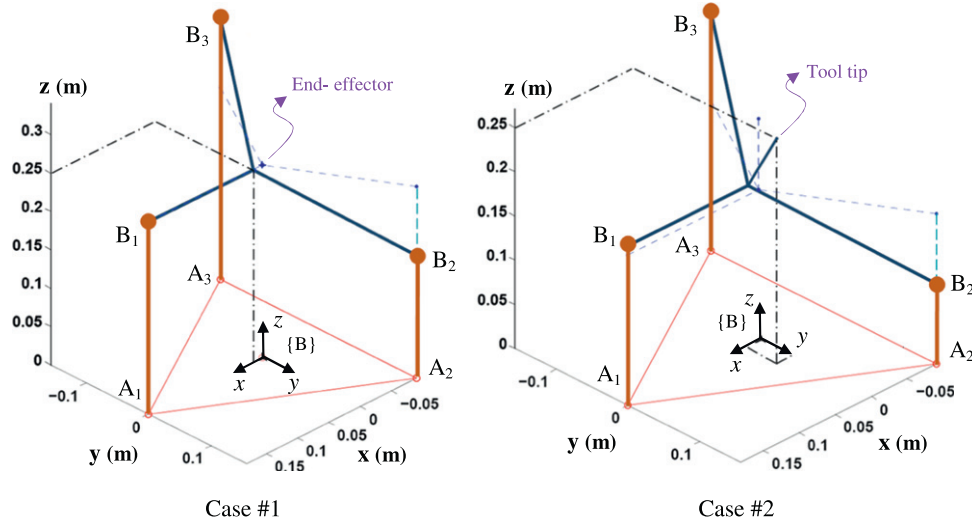 B3
End- effector
z (m)
0.3
0.25
0.2
0.15
0.1
0.05
0
B1
B2
A3
z
{B}
x
y
A1
A2
−0.1
0
0.1
y (m)
−0.05
0
0.05
0.1
0.15
x (m)
Case #1
B3
Tool tip
z (m)
0.25
0.20
0.15
0.10
0.05
0
B1
B2
A3
z
{B}
x
y
A1
A2
−0.1
0
0.1
y (m)
−0.05
0
0.05
0.1
0.15
x (m)
Case #2